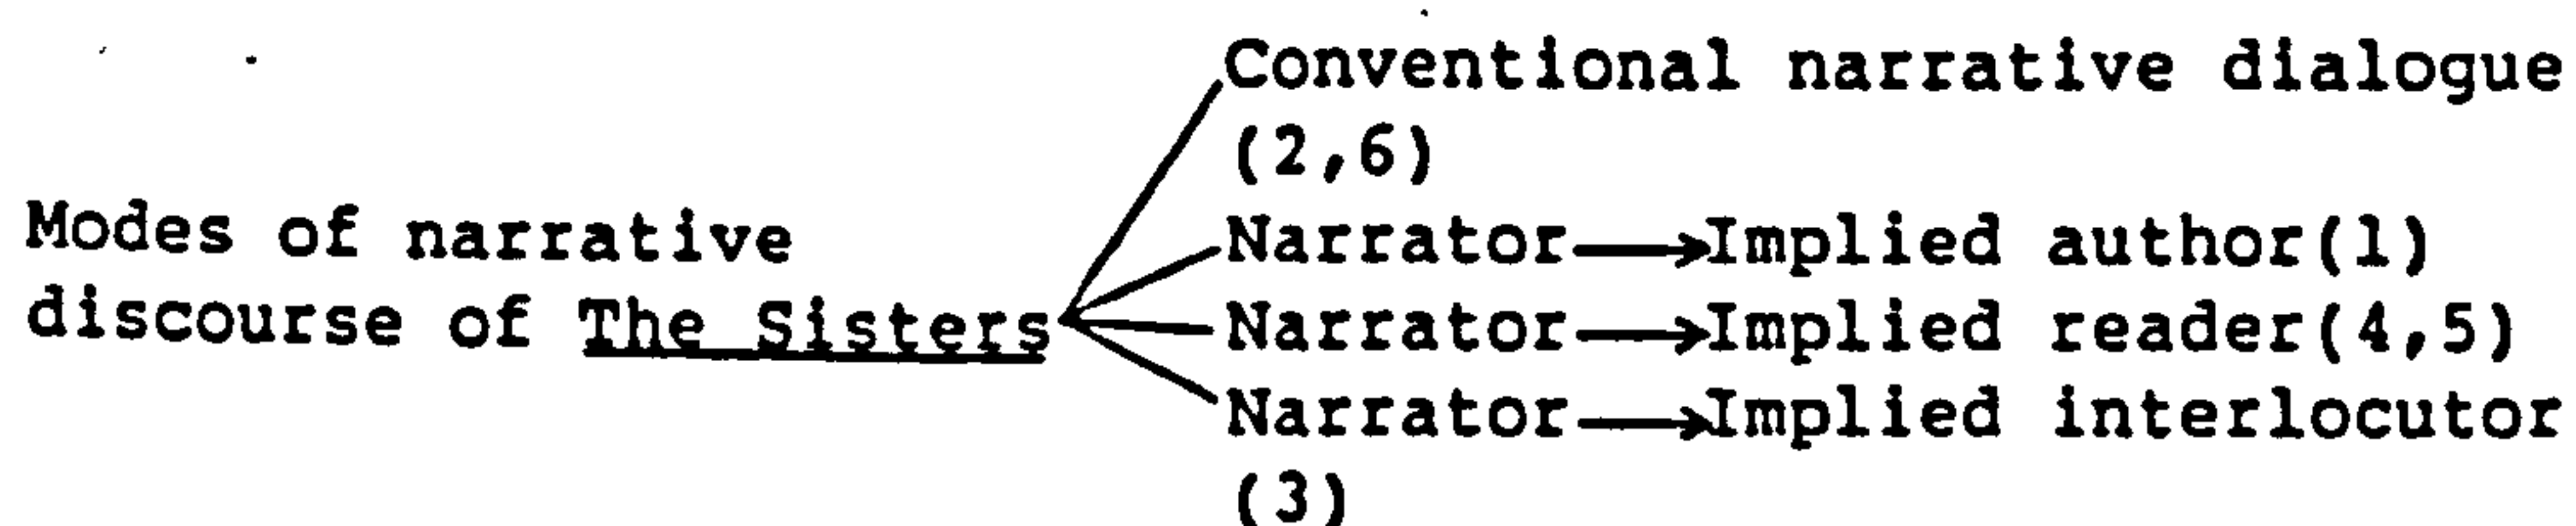 Conventional narrative dialogue
(2,6)
Modes of narrative
discourse of The Sisters
Narrator→Implied author(1)
Narrator→Implied reader(4,5)
Narrator→Implied interlocutor
(3)